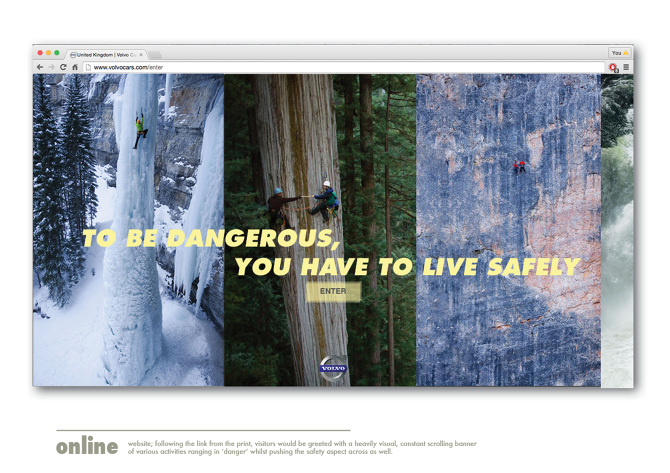 United Kingdom | Volvo C
You
www.volvocars.com/enter
TO BE DANGEROUS,
YOU HAVE TO LIVE SAFELY
ENTER
VOLVO
online
website; following the link from the print, visitors would be greeted with a heavily visual, constant scrolling banner
of various activities ranging in 'danger' whilst pushing the safety aspect across as well.